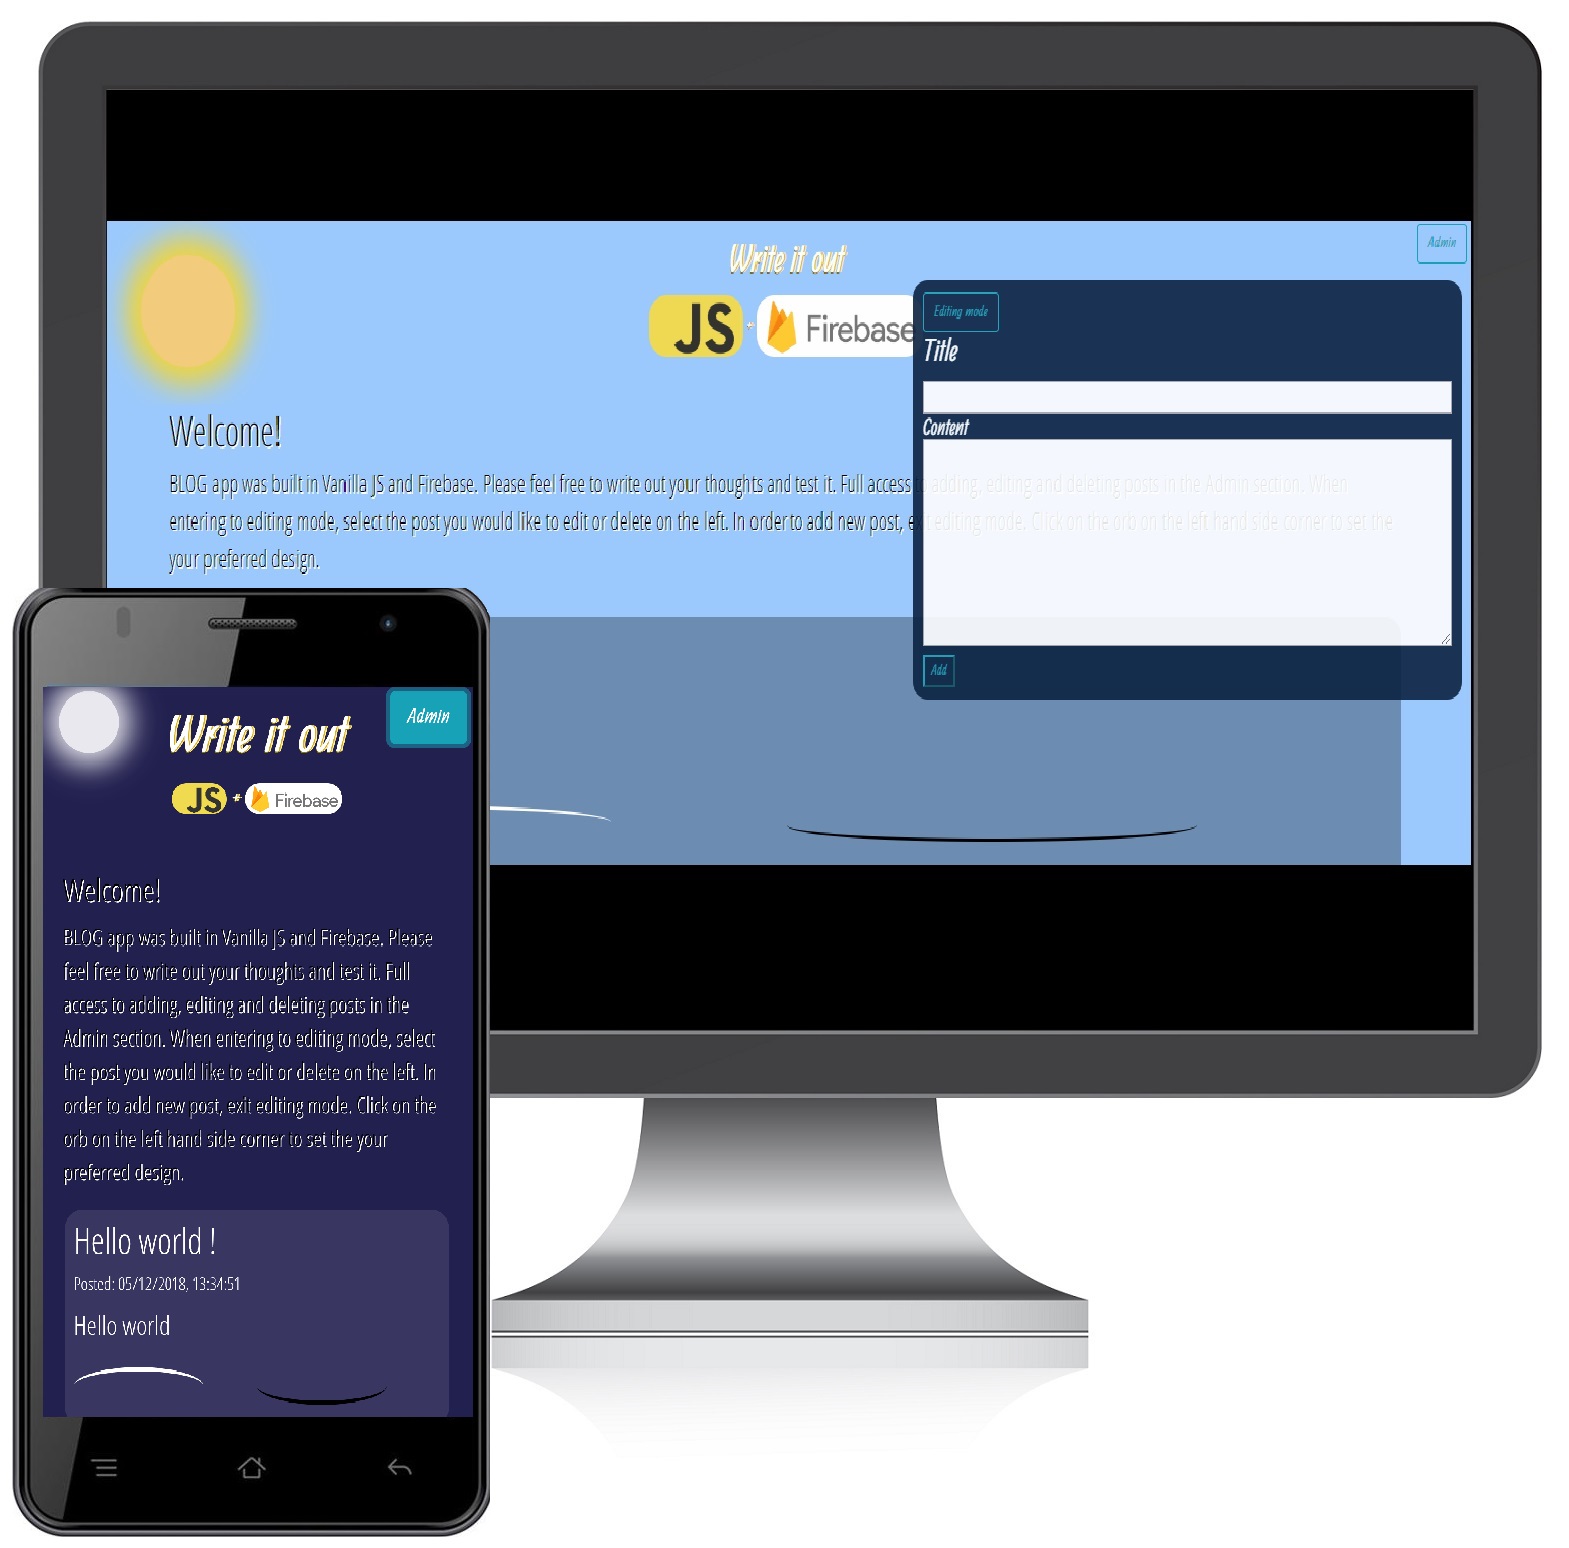 Write it out
Admin
JS + Firebase
Editing mode
Title
Content
Add
Welcome!
BLOG app was built in Vanilla JS and Firebase. Please feel free to write out your thoughts and test it. Full access to adding, editing and deleting posts in the Admin section. When
entering to editing mode, select the post you would like to edit or delete on the left. In order to add new post, exit editing mode. Click on the orb on the left hand side corner to set the
your preferred design.
Write it out
Admin
JS + Firebase
Welcome!
BLOG app was built in Vanilla JS and Firebase. Please
feel free to write out your thoughts and test it. Full
access to adding, editing and deleting posts in the
Admin section. When entering to editing mode, select
the post you would like to edit or delete on the left. In
order to add new post, exit editing mode. Click on the
orb on the left hand side corner to set the your
preferred design.
Hello world !
Posted: 05/12/2018, 13:34:51
Hello world